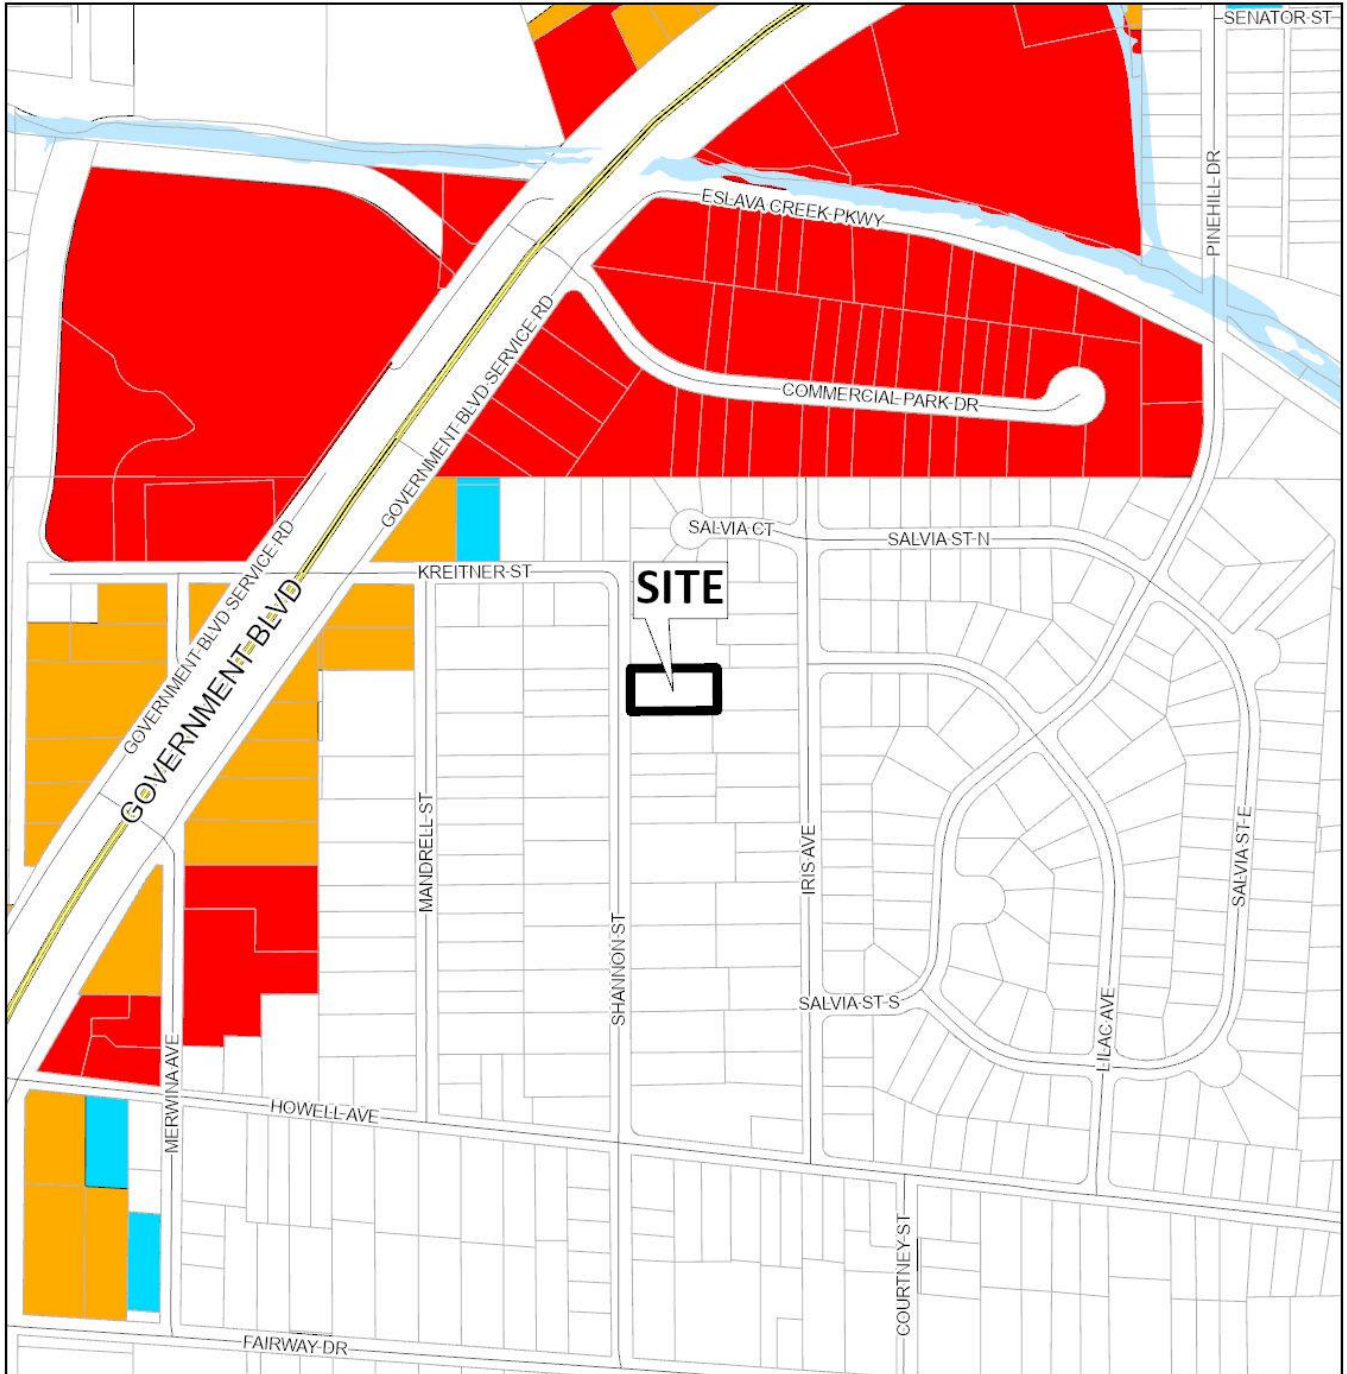 SENATOR ST
PINEHILL DR
ESLAVA CREEK PKWY
GOVERNMENT BLVD SERVICE RD
COMMERCIAL PARK DR
GOVERNMENT BLVD SERVICE RD
GOVERNMENT BLVD
SALVIA CT
SALVIA ST N
KREITNER ST
SITE
MANDRELL ST
SHANNON ST
IRIS AVE
SALVIA ST E
SALVIA ST S
LILAC AVE
MERWINA AVE
HOWELL AVE
COURTNEY ST
FAIRWAY DR